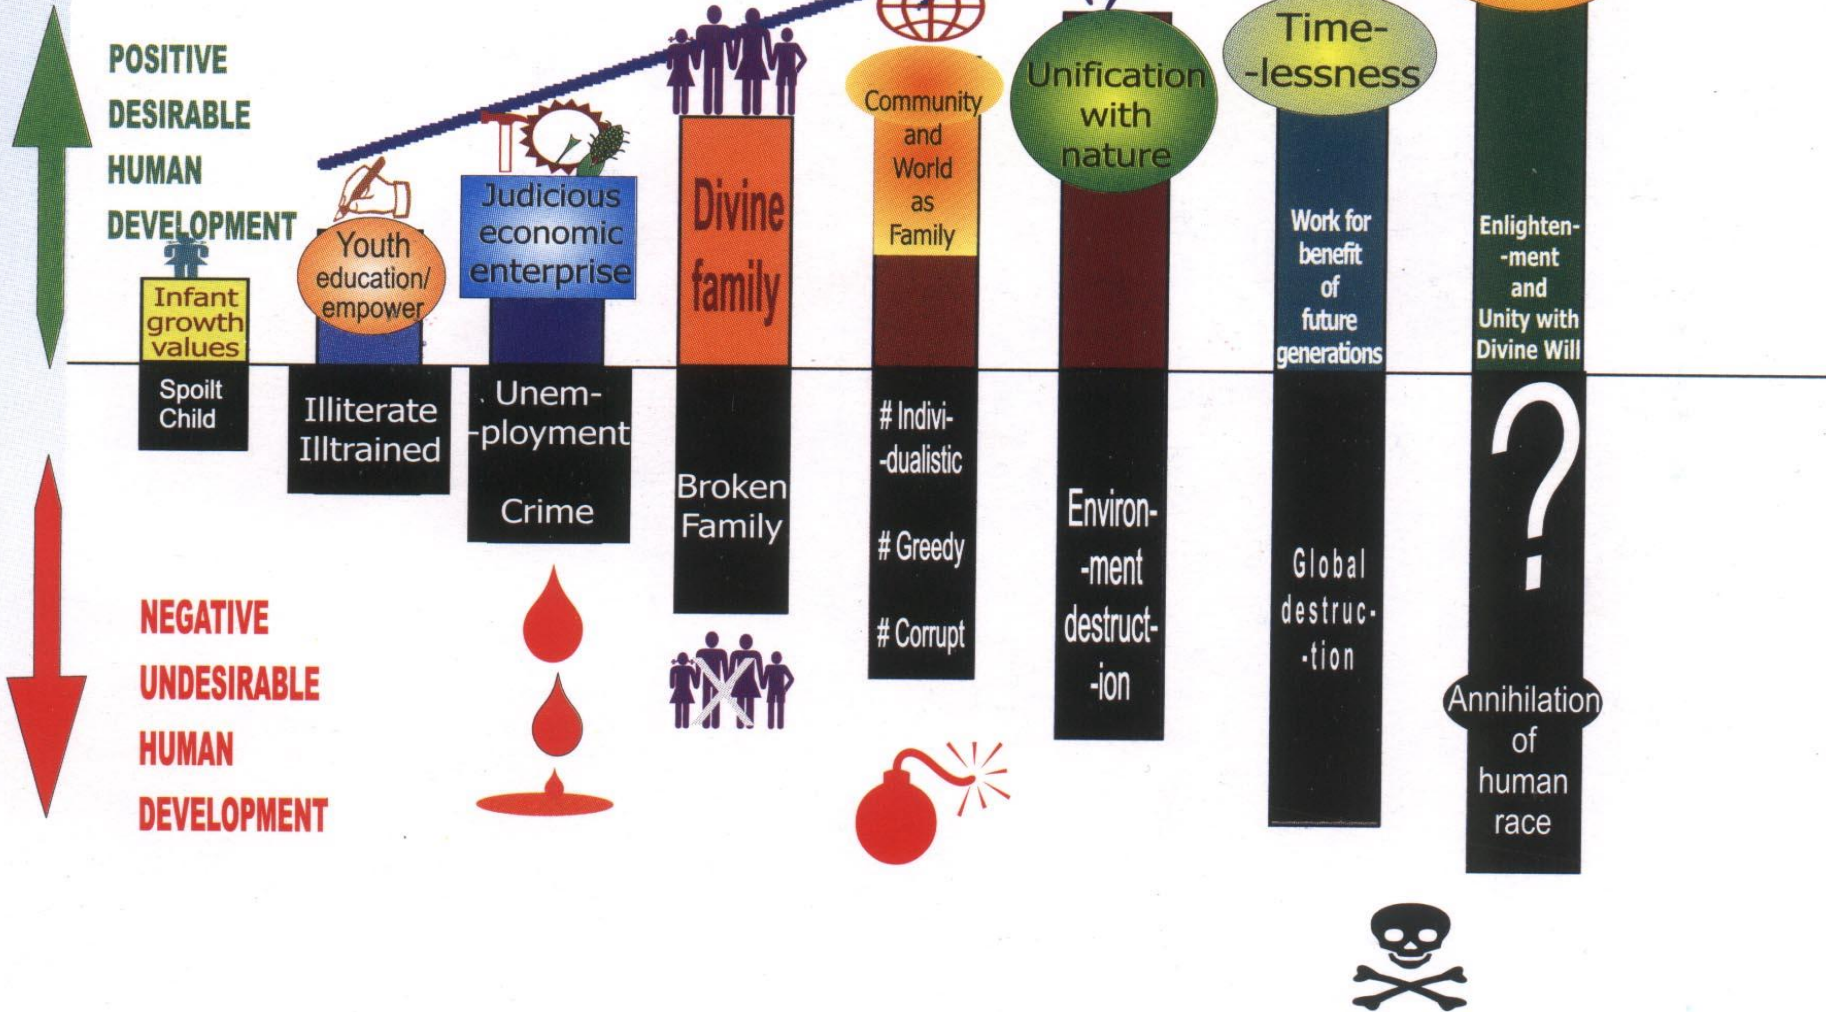 POSITIVE
DESIRABLE
HUMAN
DEVELOPMENT
Infant
growth
values
Youth
education/
empower
Judicious
economic
enterprise
Divine
family
Community
and
World
as
Family
Unification
with
nature
Time-
-lessness
Work for
benefit
of
future
generations
Enlighten-
-ment
and
Unity with
Divine Will
Spoilt
Child
Illiterate
Illtrained
Unem-
-ployment
Crime
Broken
Family
# Indivi-
-dualistic
# Greedy
# Corrupt
Environ-
-ment
destruct-
-ion
Global
destruc-
-tion
?
Annihilation
of
human
race
NEGATIVE
UNDESIRABLE
HUMAN
DEVELOPMENT